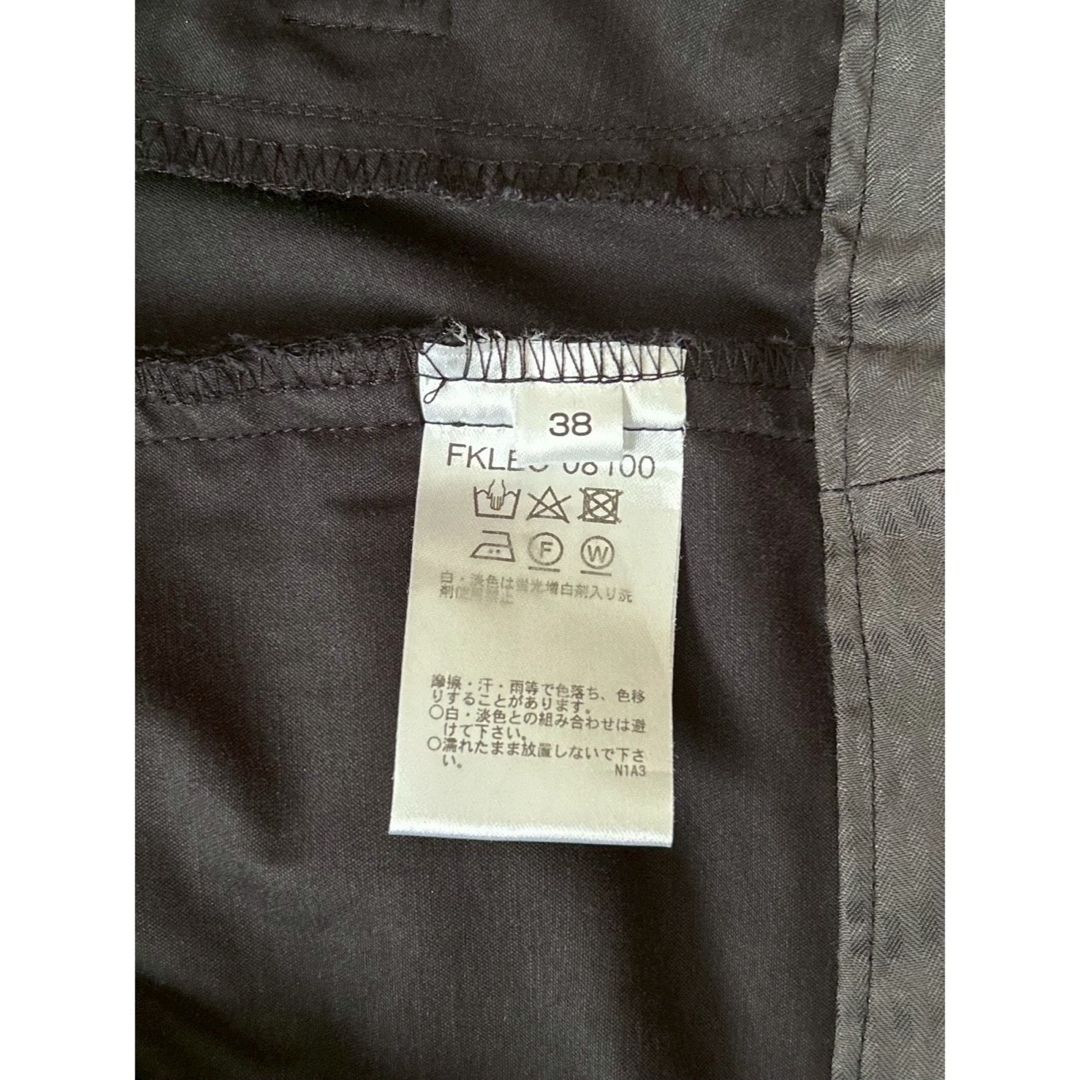 38
08100
F W
白・淡色は蛍光増白剤入り洗
剤使用禁止
摩擦・汗・雨等で色落ち、色移
りすることがあります。
○白・淡色との組み合わせは避
けて下さい。
○濡れたまま放置しないで下さ
い。
N1A3